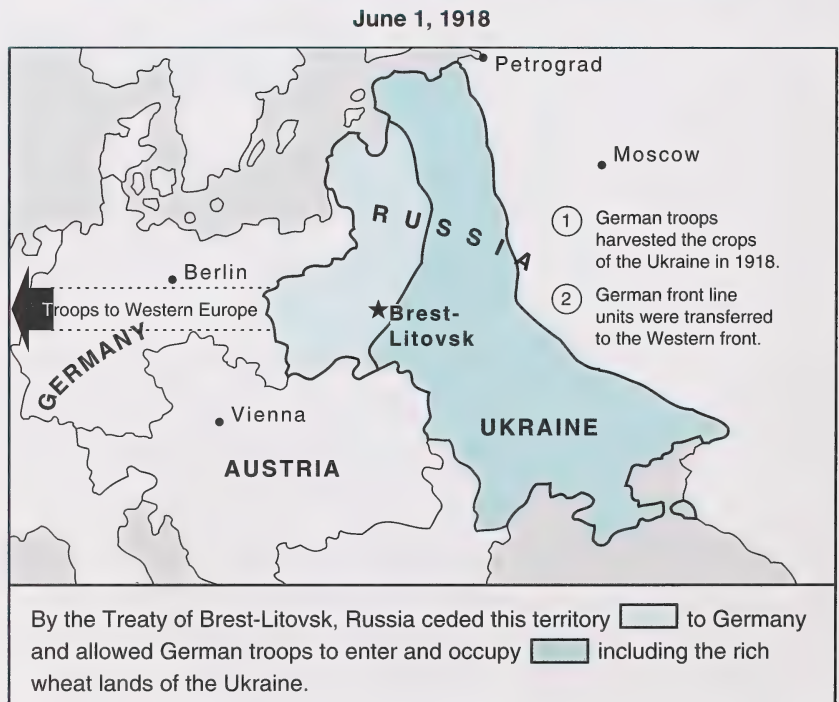 June 1, 1918
Petrograd
Moscow
RUSSIA
1 German troops
harvested the crops
of the Ukraine in 1918.
2 German front line
units were transferred
to the Western front.
Berlin
Troops to Western Europe
GERMANY
Brest-
Litovsk
Vienna
AUSTRIA
UKRAINE
By the Treaty of Brest-Litovsk, Russia ceded this territory to Germany
and allowed German troops to enter and occupy including the rich
wheat lands of the Ukraine.